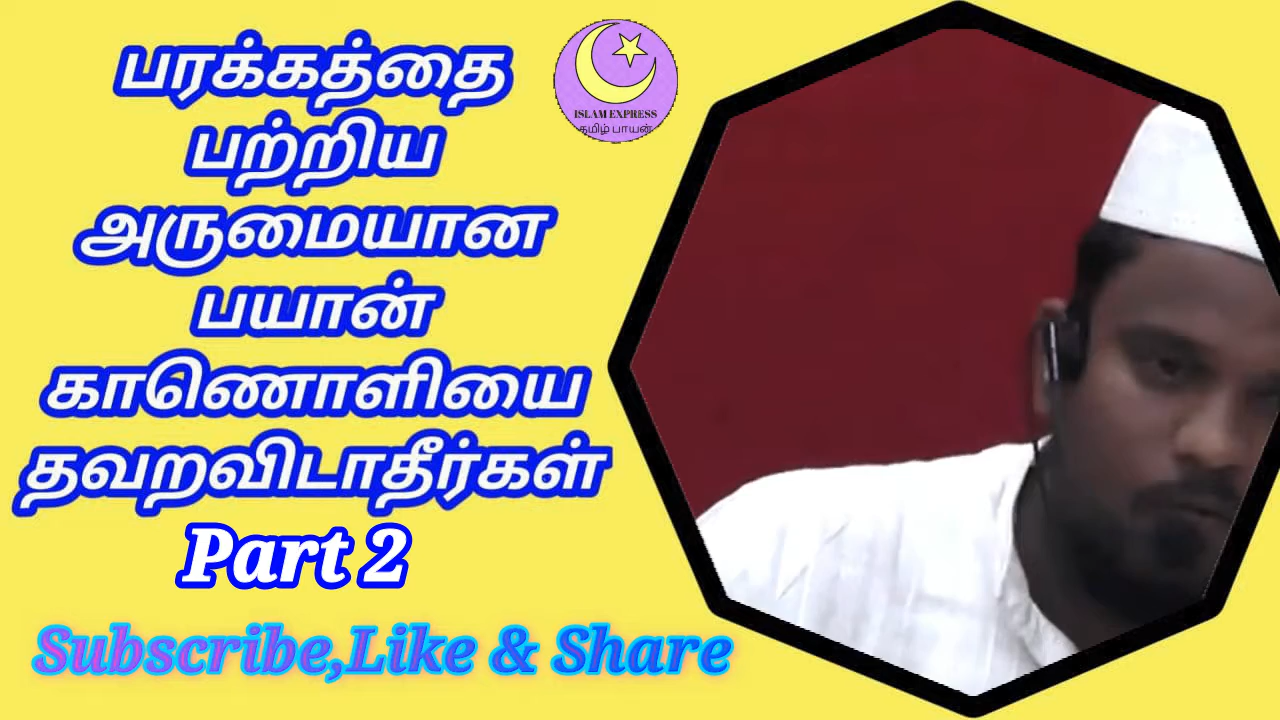 பரக்கத்தை
பற்றிய
அருமையான
பயான்
காணொளியை
தவறவிடாதீர்கள்
Part 2
Subscribe,Like & Share
ISLAM EXPRESS
தமிழ் பாயன்